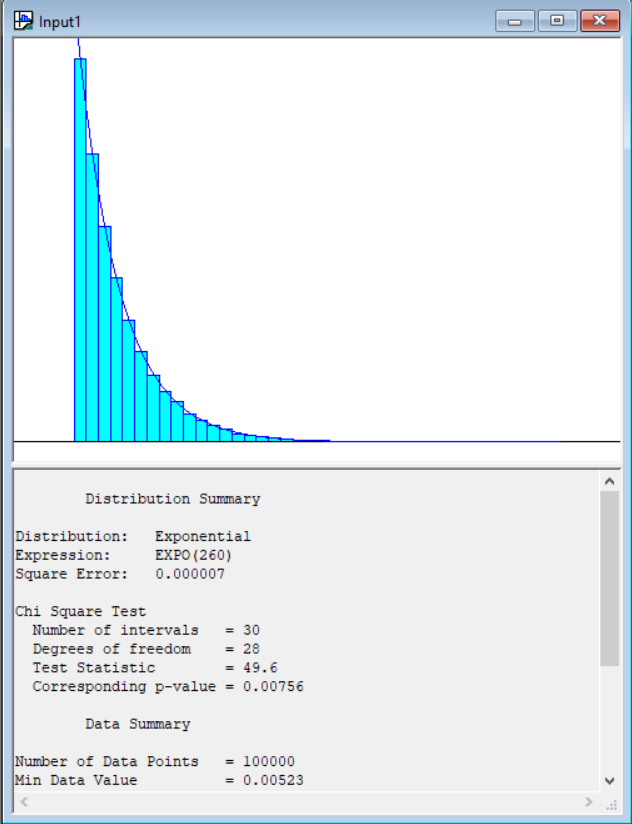 Input1
Distribution Summary
Distribution: Exponential
Expression: EXPO(260)
Square Error: 0.000007
Chi Square Test
Number of intervals = 30
Degrees of freedom = 28
Test Statistic = 49.6
Corresponding p-value = 0.00756
Data Summary
Number of Data Points = 100000
Min Data Value = 0.00523